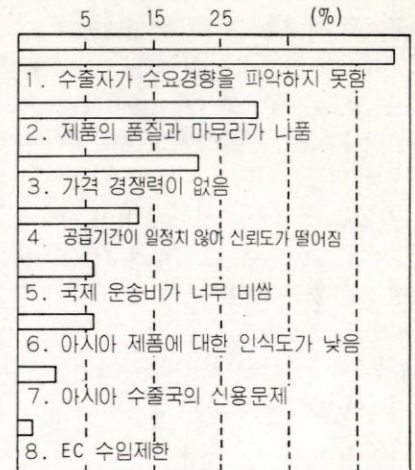 5 15 25 (%)
1. 수출자가 수요경향을 파악하지 못함
2. 제품의 품질과 마무리가 나품
3. 가격 경쟁력이 없음
4. 공급기간이 일정치 않아 신뢰도가 떨어짐
5. 국제 운송비가 너무 비쌈
6. 아시아 제품에 대한 인식도가 낮음
7. 아시아 수출국의 신용문제
8. EC 수입제한